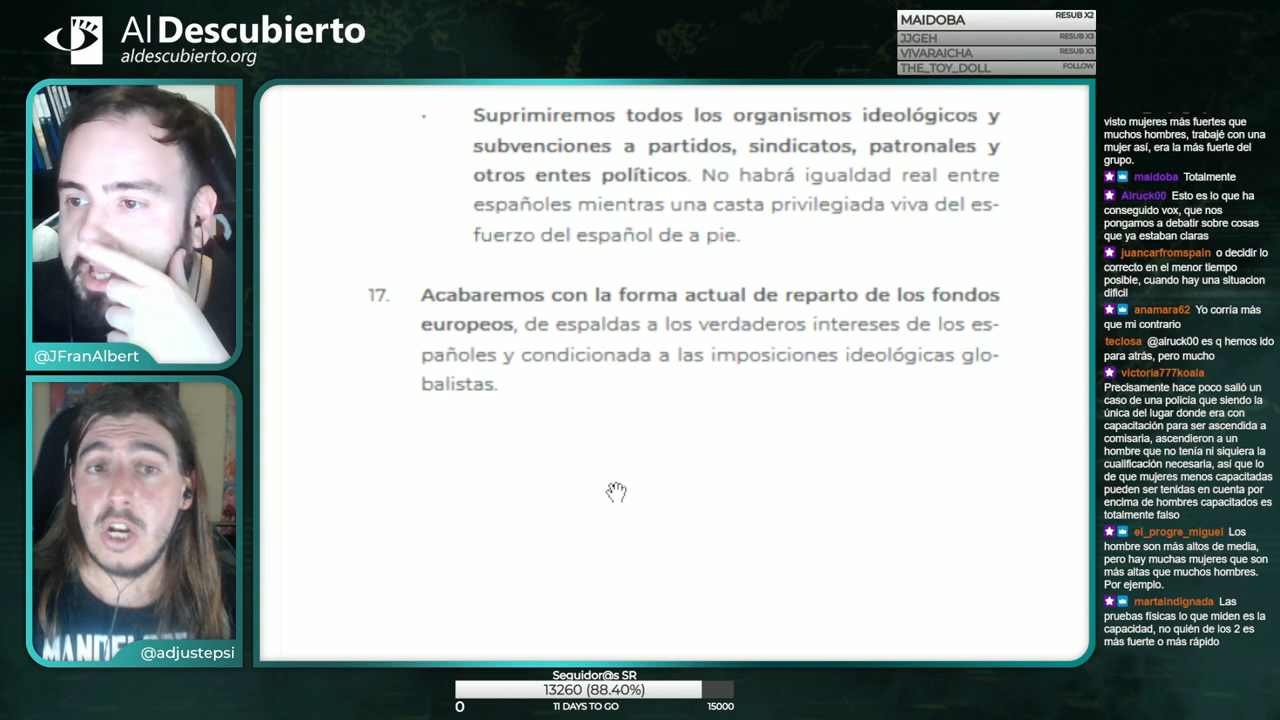 Al Descubierto
aldescubierto.org
MAIDOBA RESUB X2
JJGEH RESUB X3
VIVARAICHA RESUB X3
THE_TOY_DOLL FOLLOW
@JFranAlbert
MANDELORE
@adjustepsi
· Suprimiremos todos los organismos ideológicos y
subvenciones a partidos, sindicatos, patronales y
otros entes políticos. No habrá igualdad real entre
españoles mientras una casta privilegiada viva del es-
fuerzo del español de a pie.
17. Acabaremos con la forma actual de reparto de los fondos
europeos, de espaldas a los verdaderos intereses de los es-
pañoles y condicionada a las imposiciones ideológicas glo-
balistas.
visto mujeres más fuertes que
muchos hombres, trabajé con una
mujer así, era la más fuerte del
grupo.
maidoba Totalmente
Alruck00 Esto es lo que ha
conseguido vox, que nos
pongamos a debatir sobre cosas
que ya estaban claras
juancarfromspain o decidir lo
correcto en el menor tiempo
posible, cuando hay una situacion
dificil
anamara62 Yo corría más
que mi contrario
teclosa @alruck00 es q hemos ido
para atrás, pero mucho
victoria777koala
Precisamente hace poco salió un
caso de una policía que siendo la
única del lugar donde era con
capacitación para ser ascendida a
comisaria, ascendieron a un
hombre que no tenía ni siquiera la
cualificación necesaria, así que lo
de que mujeres menos capacitadas
pueden ser tenidas en cuenta por
encima de hombres capacitados es
totalmente falso
el_progre_miguel Los
hombre son más altos de media,
pero hay muchas mujeres que son
más altas que muchos hombres.
Por ejemplo.
martaindignada Las
pruebas físicas lo que miden es la
capacidad, no quién de los 2 es
más fuerte o más rápido
Seguidor@s SR
13260 (88.40%)
0 11 DAYS TO GO 15000